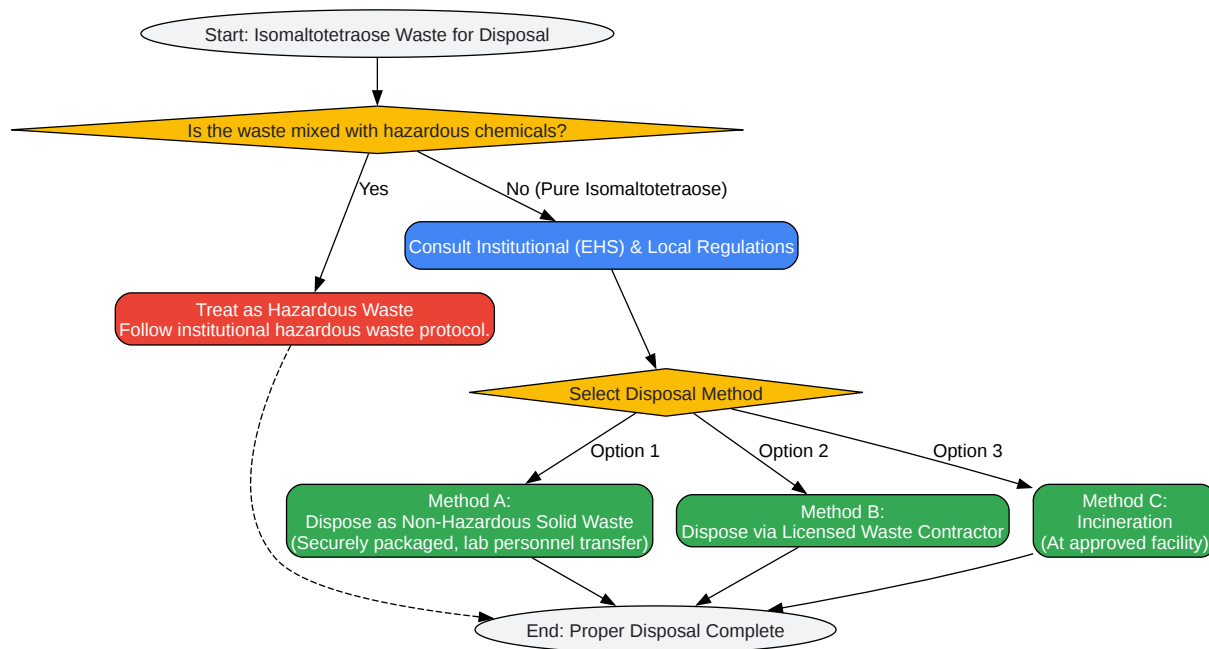 Start: Isomaltotetraose Waste for Disposal
Is the waste mixed with hazardous chemicals?
Yes
No (Pure Isomaltotetraose)
Consult Institutional (EHS) & Local Regulations
Treat as Hazardous Waste
Follow institutional hazardous waste protocol.
Select Disposal Method
Option 1
Option 2
Option 3
Method A:
Dispose as Non-Hazardous Solid Waste
(Securely packaged, lab personnel transfer)
Method B:
Dispose via Licensed Waste Contractor
Method C:
Incineration
(At approved facility)
End: Proper Disposal Complete